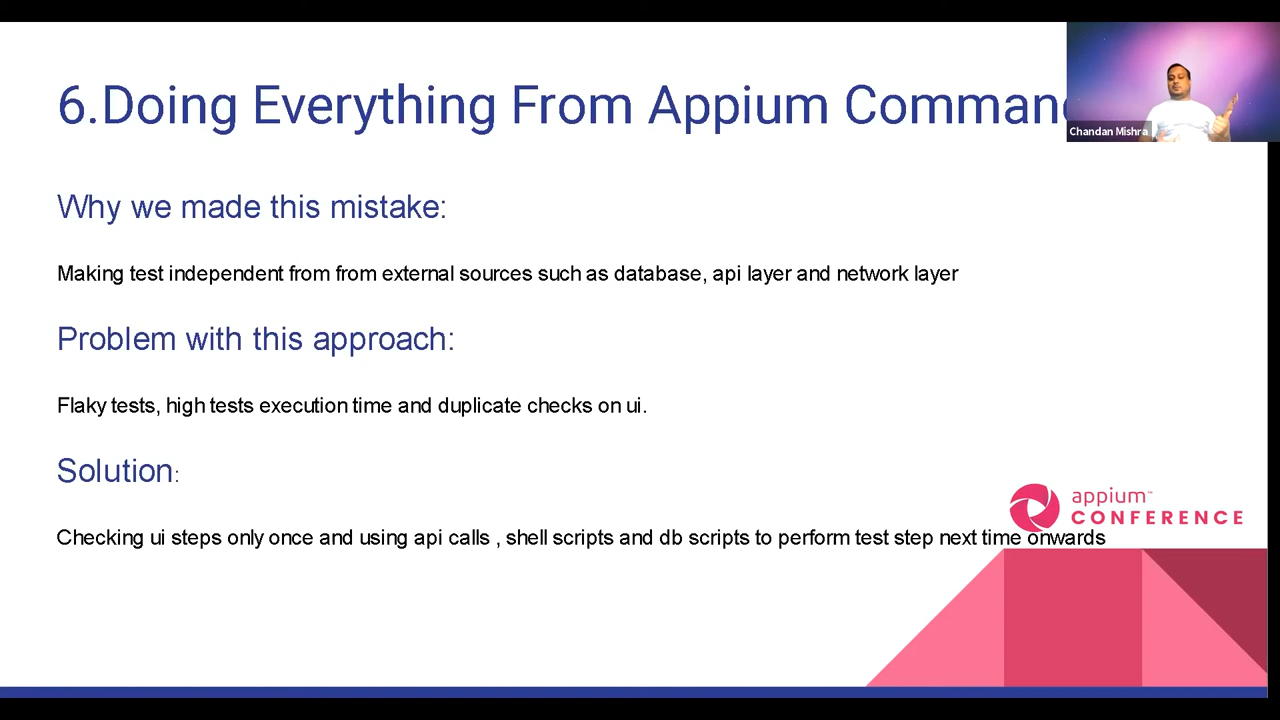 6.Doing Everything From Appium Comman
Chandan Mishra
Why we made this mistake:
Making test independent from from external sources such as database, api layer and network layer
Problem with this approach:
Flaky tests, high tests execution time and duplicate checks on ui.
Solution:
appium™
CONFERENCE
Checking ui steps only once and using api calls , shell scripts and db scripts to perform test step next time onwards